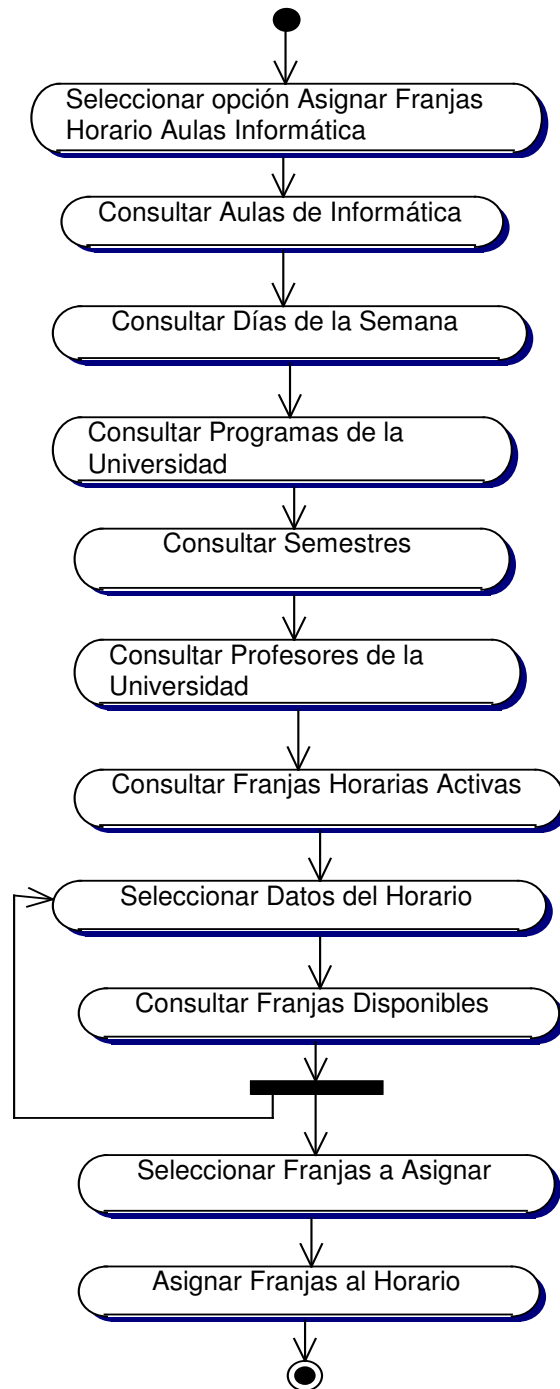 Seleccionar opción Asignar Franjas
Horario Aulas Informática
Consultar Aulas de Informática
Consultar Días de la Semana
Consultar Programas de la
Universidad
Consultar Semestres
Consultar Profesores de la
Universidad
Consultar Franjas Horarias Activas
Seleccionar Datos del Horario
Consultar Franjas Disponibles
Seleccionar Franjas a Asignar
Asignar Franjas al Horario